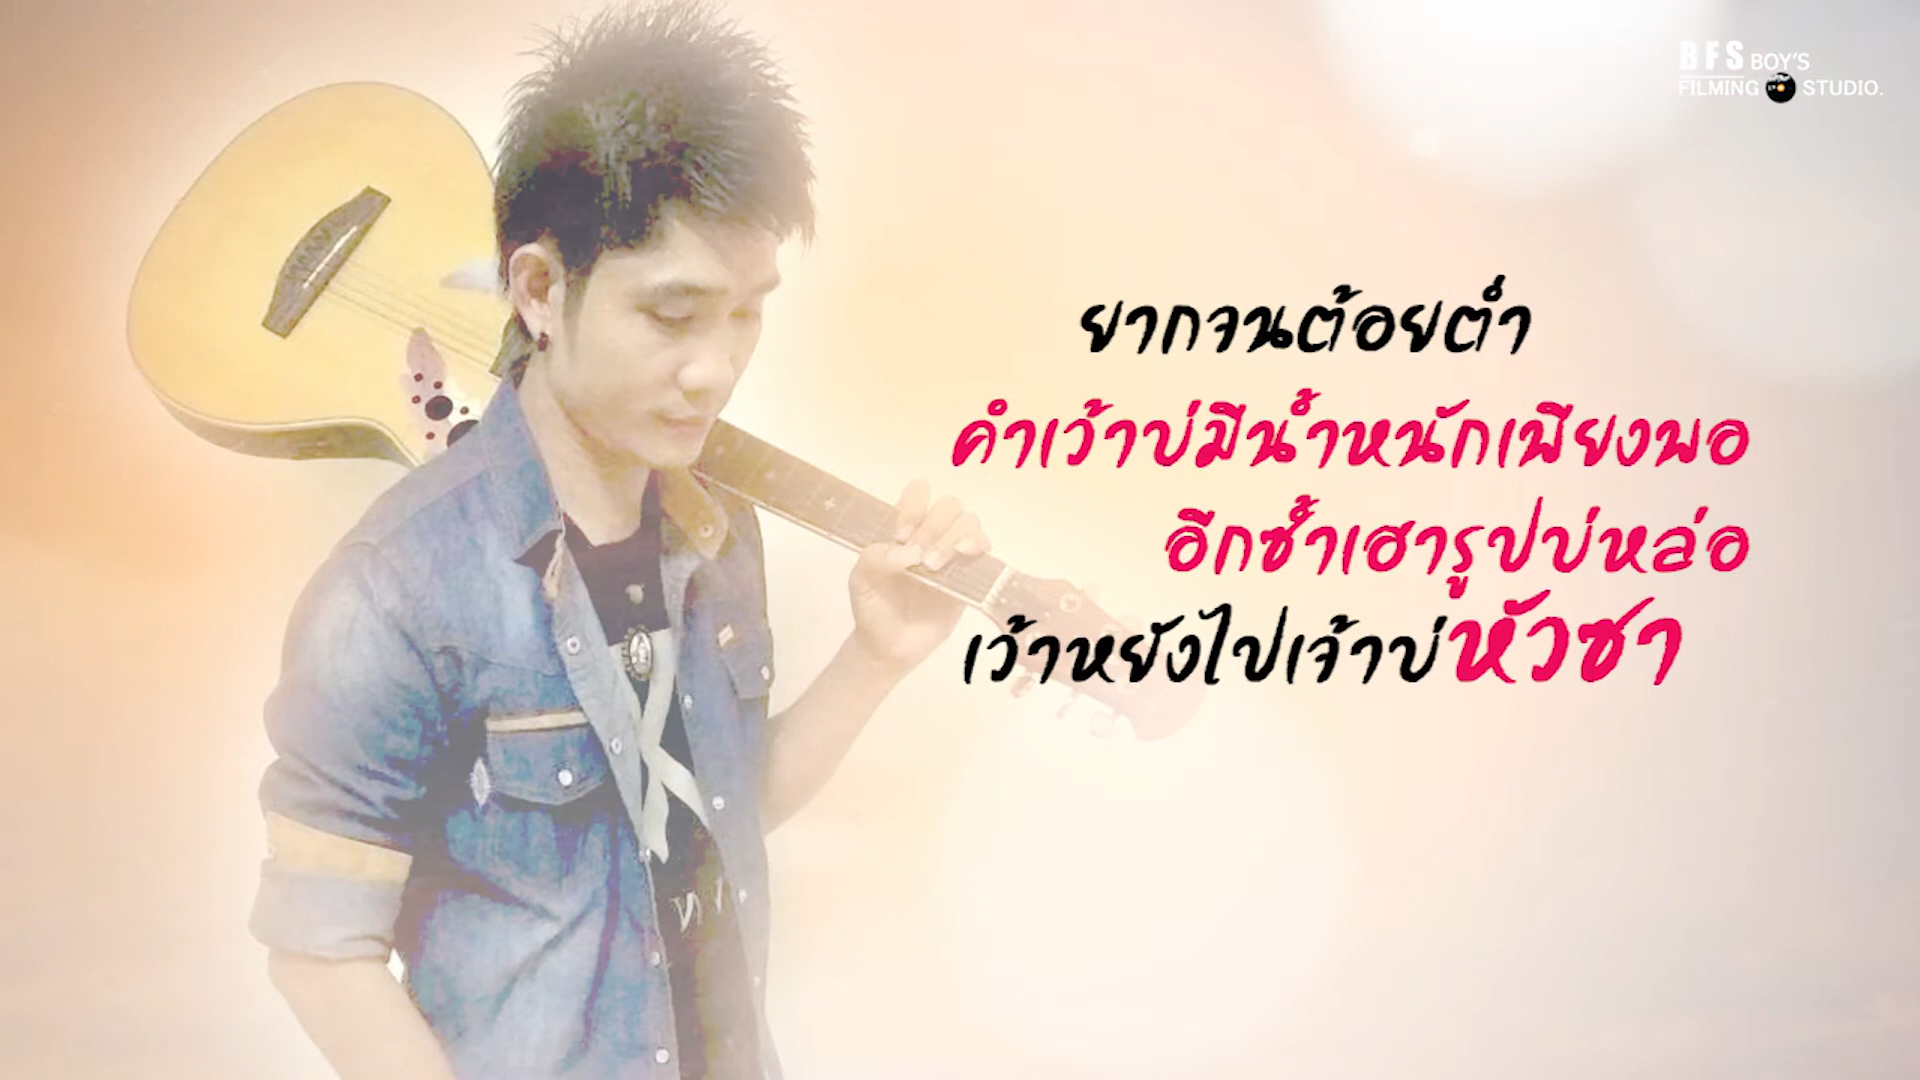 BFS BOY'S
FILMING STUDIO.
ยากจนต้อยต่ำ
คำเว้าบ่มีน้ำหนักเพียงพอ
อีกซ้ำเฮารูปบ่หล่อ
เว้าหยังไปเจ้าบ่หัวซา